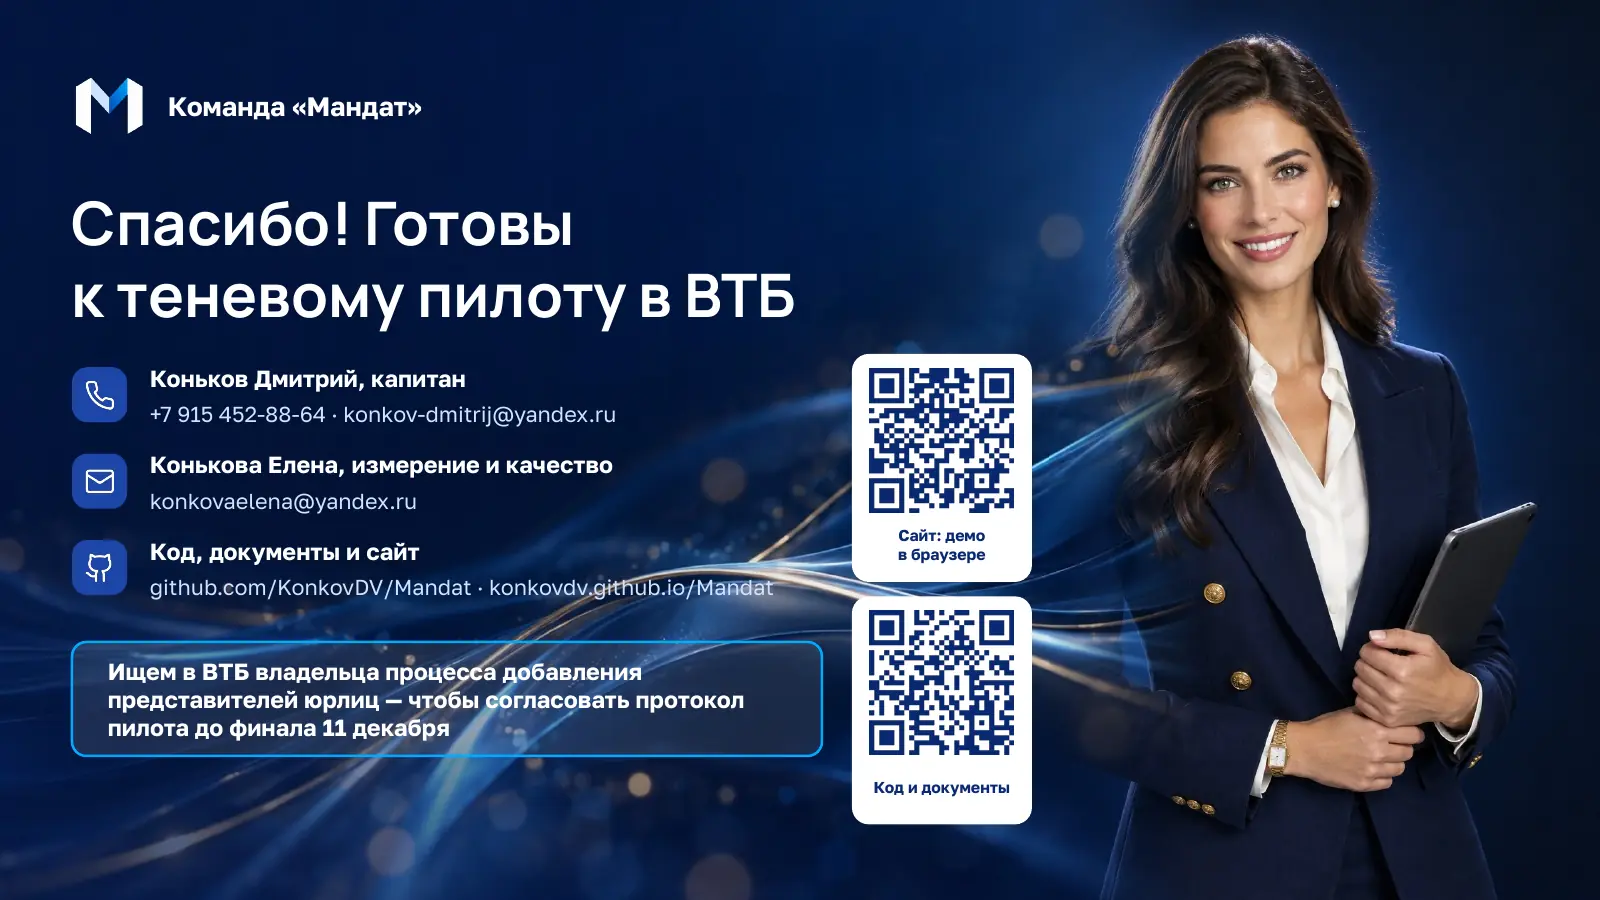 Команда «Мандат»
Спасибо! Готовы
к теневому пилоту в ВТБ
Коньков Дмитрий, капитан
+7 915 452-88-64 · konkov-dmitrij@yandex.ru
Конькова Елена, измерение и качество
konkovaelena@yandex.ru
Код, документы и сайт
github.com/KonkovDV/Mandat · konkovdv.github.io/Mandat
Ищем в ВТБ владельца процесса добавления
представителей юрлиц — чтобы согласовать протокол
пилота до финала 11 декабря
Сайт: демо
в браузере
Код и документы